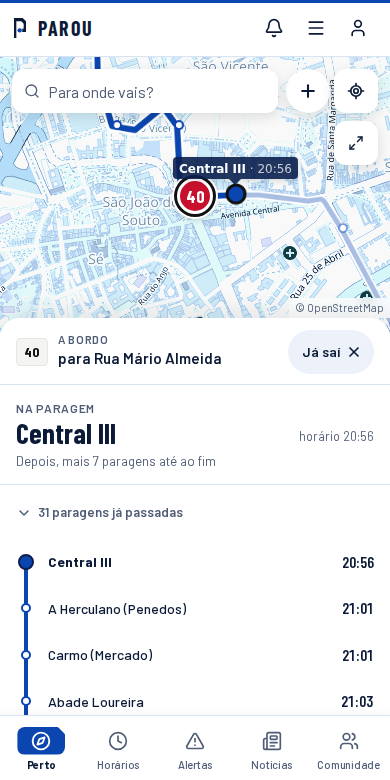 PAROU
São Vicente
Para onde vais?
Rua de Santa Margarida
Vicente)
Central III · 20:56
40
São João do
Souto
Avenida Central
Sé
Rua do Anjo
Rua 25 de Abril
© OpenStreetMap
40
A BORDO
para Rua Mário Almeida
Já saí
NA PARAGEM
Central III
horário 20:56
Depois, mais 7 paragens até ao fim
31 paragens já passadas
Central III
20:56
A Herculano (Penedos)
21:01
Carmo (Mercado)
21:01
Abade Loureira
21:03
Perto
Horários
Alertas
Notícias
Comunidade